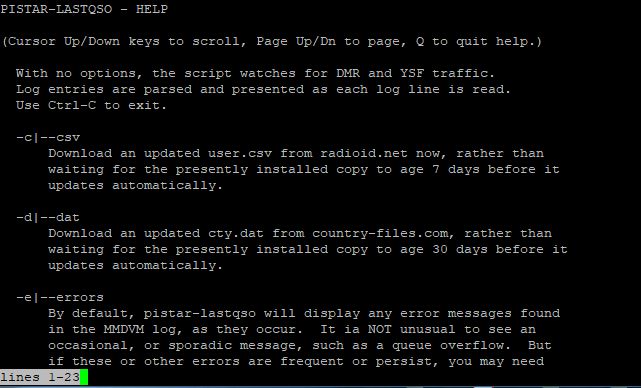 PISTAR-LASTQSO - HELP
(Cursor Up/Down keys to scroll, Page Up/Dn to page, Q to quit help.)
With no options, the script watches for DMR and YSF traffic.
Log entries are parsed and presented as each log line is read.
Use Ctrl-C to exit.
-c|--csv
Download an updated user.csv from radioid.net now, rather than
waiting for the presently installed copy to age 7 days before it
updates automatically.
-d|--dat
Download an updated cty.dat from country-files.com, rather than
waiting for the presently installed copy to age 30 days before it
updates automatically.
-e|--errors
By default, pistar-lastqso will display any error messages found
in the MMDVM log, as they occur.  It ia NOT unusual to see an
occasional, or sporadic message, such as a queue overflow.  But
if these or other errors are frequent or persist, you may need
lines 1-23